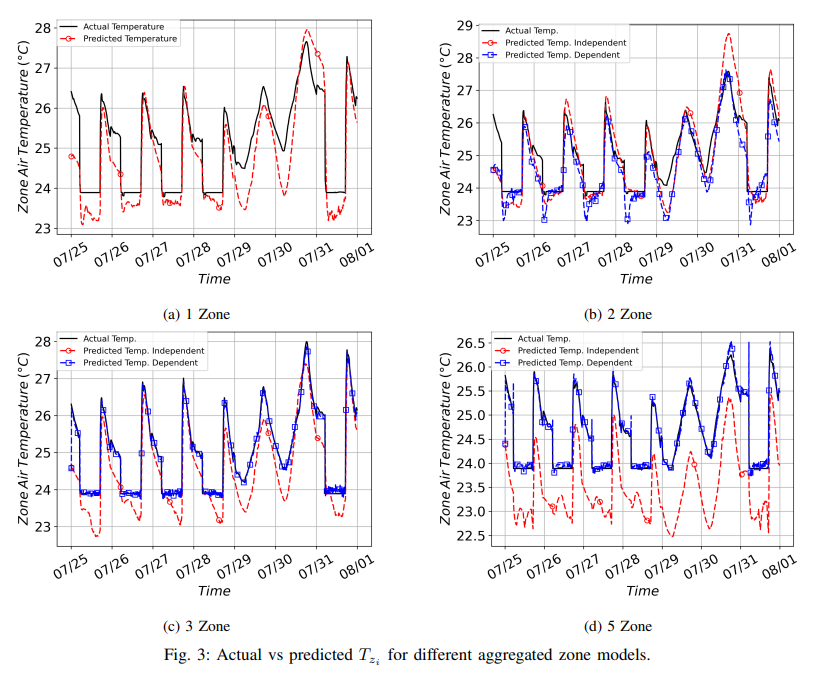 Zone Air Temperature (°C)
28
27
26
25
24
23
Actual Temperature
Predicted Temperature
07/25
07/26
07/27
07/28
07/29
07/30
07/31
08/01
Time
(a) 1 Zone
Zone Air Temperature (°C)
29
28
27
26
25
24
23
Actual Temp.
Predicted Temp. Independent
Predicted Temp. Dependent
07/25
07/26
07/27
07/28
07/29
07/30
07/31
08/01
Time
(b) 2 Zone
Zone Air Temperature (°C)
28
27
26
25
24
23
Actual Temp.
Predicted Temp. Independent
Predicted Temp. Dependent
07/25
07/26
07/27
07/28
07/29
07/30
07/31
08/01
Time
(c) 3 Zone
Zone Air Temperature (°C)
26.5
26.0
25.5
25.0
24.5
24.0
23.5
23.0
22.5
Actual Temp.
Predicted Temp. Independent
Predicted Temp. Dependent
07/25
07/26
07/27
07/28
07/29
07/30
07/31
08/01
Time
(d) 5 Zone
Fig. 3: Actual vs predicted T_{z_i} for different aggregated zone models.